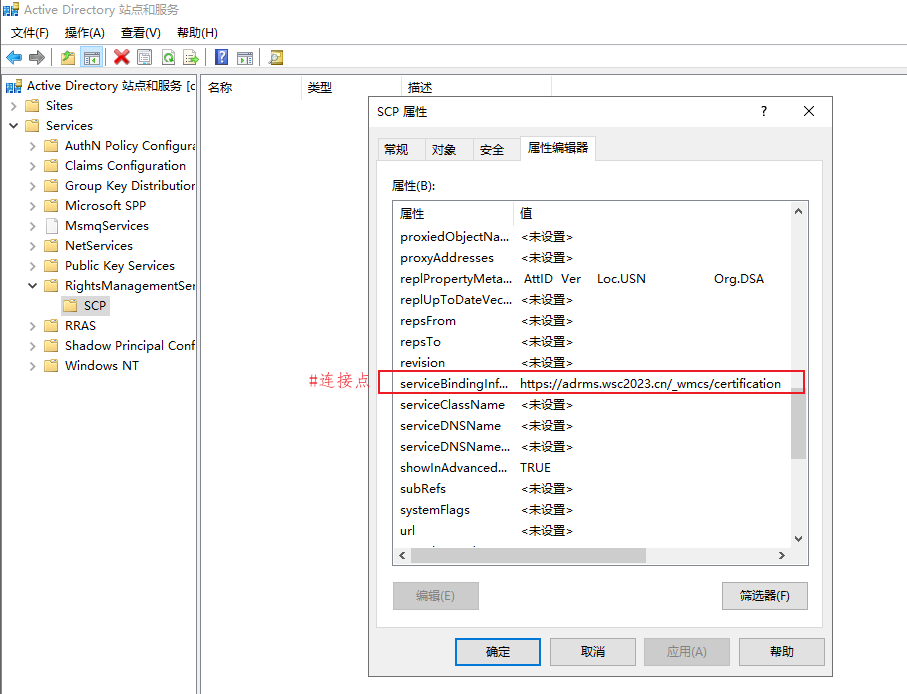 Active Directory 站点和服务
文件(F) 操作(A) 查看(V) 帮助(H)
Active Directory 站点和服务 [c
Sites
Services
AuthN Policy Configura
Claims Configuration
Group Key Distribution
Microsoft SPP
MsmqServices
NetServices
Public Key Services
RightsManagementSer
SCP
RRAS
Shadow Principal Conf
Windows NT
名称 类型 描述
SCP 属性
常规 对象 安全 属性编辑器
属性(B):
属性 值
proxiedObjectNa... <未设置>
proxyAddresses <未设置>
replPropertyMeta... AttID Ver Loc.USN Org.DSA
replUpToDateVec... <未设置>
repsFrom <未设置>
repsTo <未设置>
revision <未设置>
#连接点
serviceBindingInf... https://adrms.wsc2023.cn/_wmcs/certification
serviceClassName <未设置>
serviceDNSName <未设置>
serviceDNSName... <未设置>
showInAdvanced... TRUE
subRefs <未设置>
systemFlags <未设置>
url <未设置>
编辑(E) 筛选器(F)
确定 取消 应用(A) 帮助